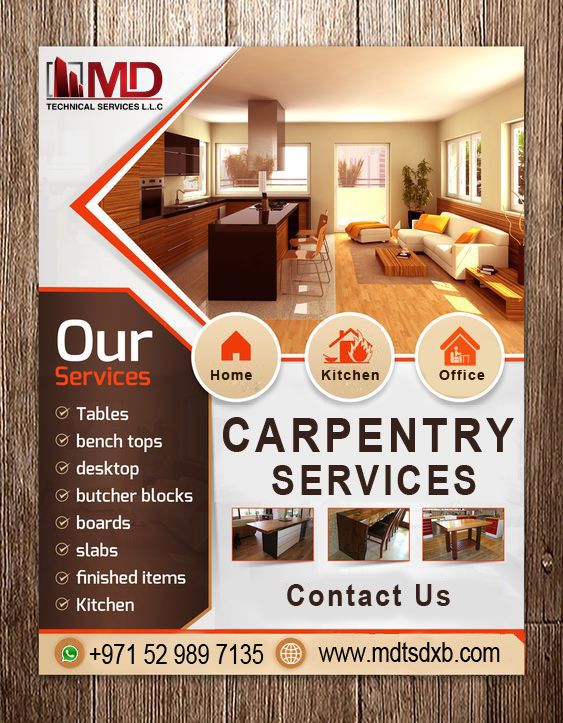 MD
TECHNICAL SERVICES L.L.C
Our
Services
Tables
bench tops
desktop
butcher blocks
boards
slabs
finished items
Kitchen
Home
Kitchen
Office
CARPENTRY
SERVICES
Contact Us
+971 52 989 7135
www.mdtsdxb.com